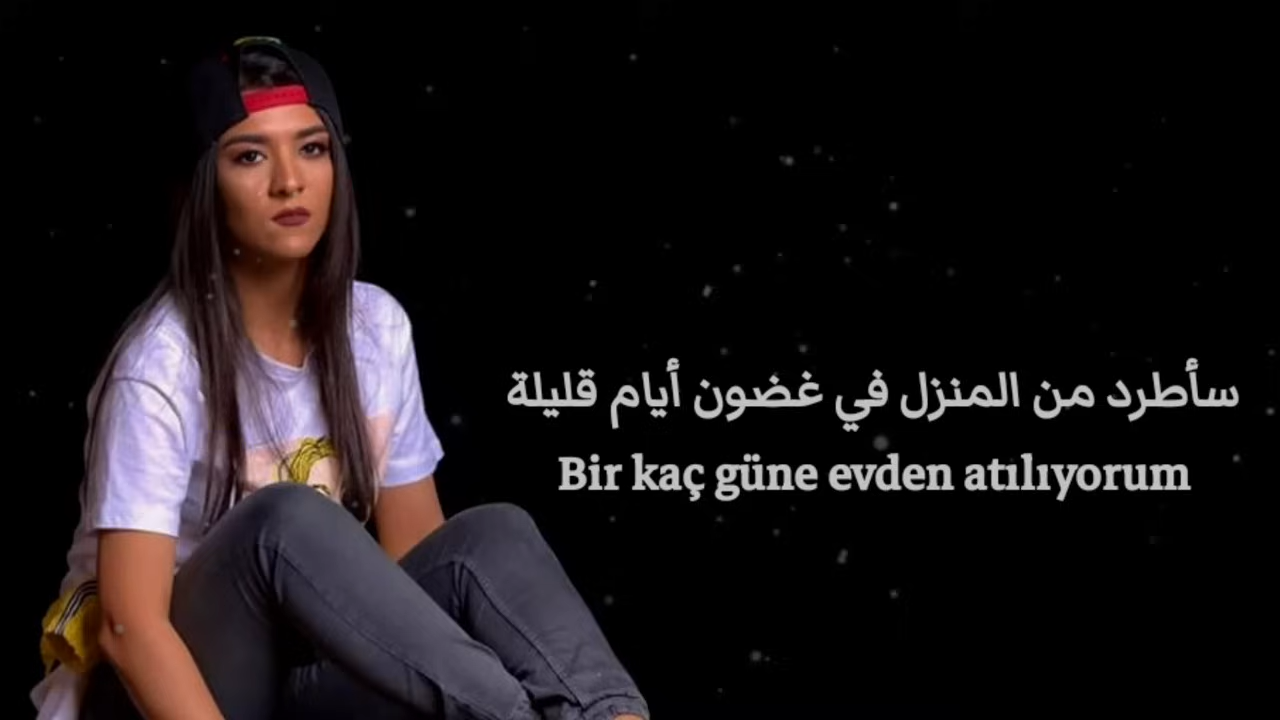 سأطرد من المنزل في غضون أيام قليلة
Bir kaç güne evden atılıyorum